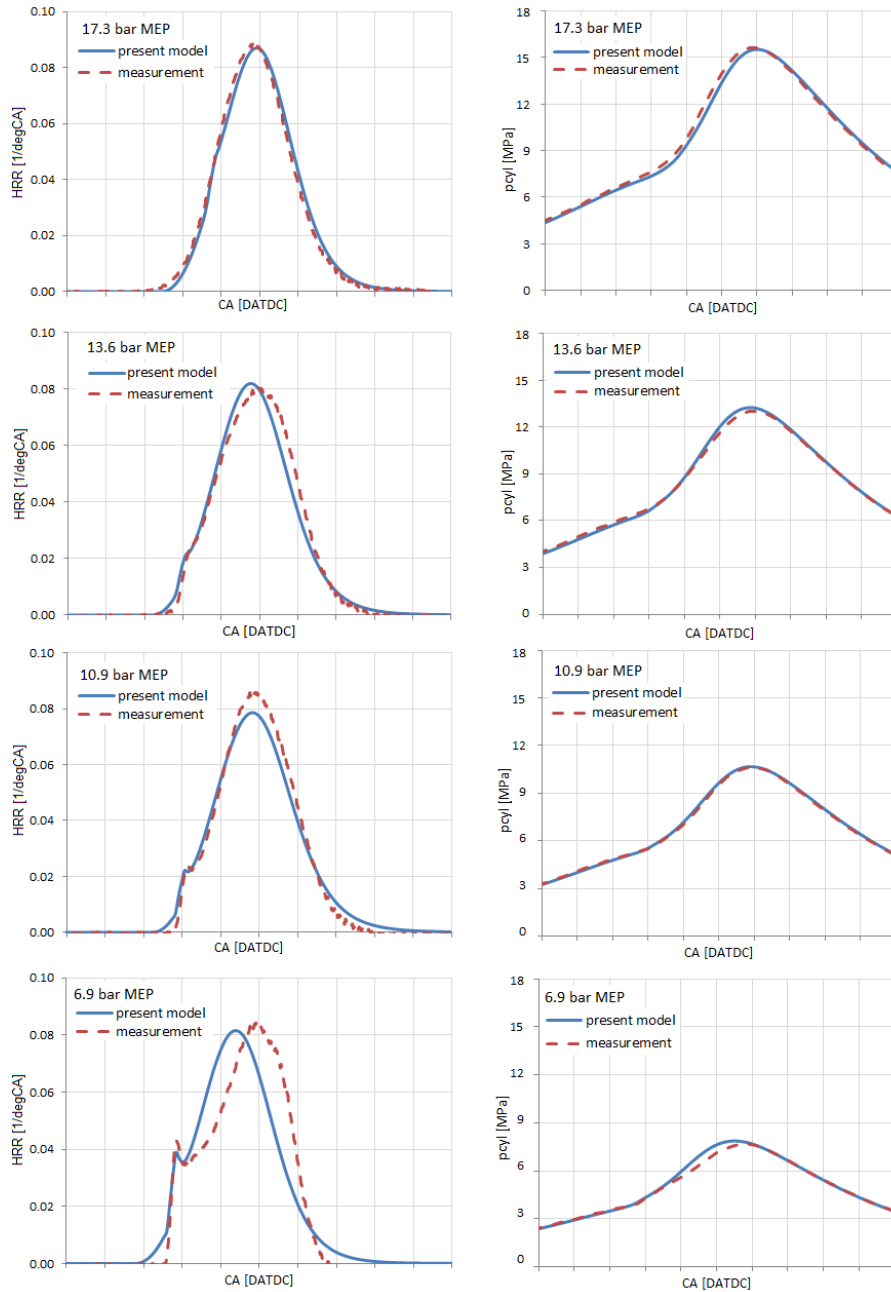 17.3 bar MEP
present model
measurement
HRR [1/degCA]
0.10
0.08
0.06
0.04
0.02
0.00
CA [DATDC]
17.3 bar MEP
present model
measurement
pcyl [MPa]
18
15
12
9
6
3
0
CA [DATDC]
13.6 bar MEP
present model
measurement
HRR [1/degCA]
0.10
0.08
0.06
0.04
0.02
0.00
CA [DATDC]
13.6 bar MEP
present model
measurement
pcyl [MPa]
18
15
12
9
6
3
0
CA [DATDC]
10.9 bar MEP
present model
measurement
HRR [1/degCA]
0.10
0.08
0.06
0.04
0.02
0.00
CA [DATDC]
10.9 bar MEP
present model
measurement
pcyl [MPa]
18
15
12
9
6
3
0
CA [DATDC]
6.9 bar MEP
present model
measurement
HRR [1/degCA]
0.10
0.08
0.06
0.04
0.02
0.00
CA [DATDC]
6.9 bar MEP
present model
measurement
pcyl [MPa]
18
15
12
9
6
3
0
CA [DATDC]